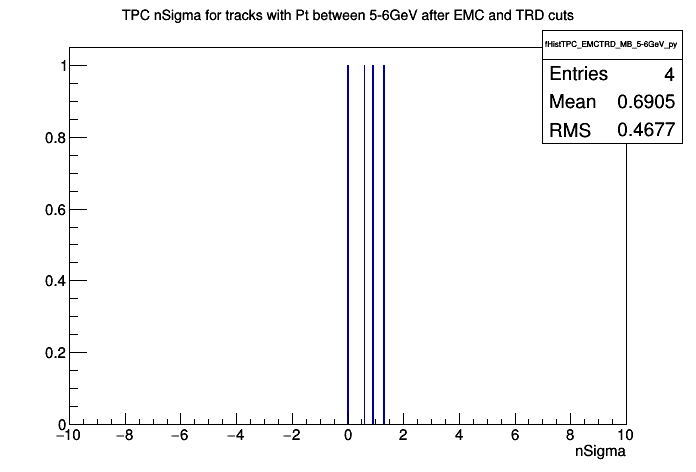 TPC nSigma for tracks with Pt between 5-6GeV after EMC and TRD cuts
fHistTPC_EMCTRD_MB_5-6GeV_py
Entries 4
Mean 0.6905
RMS 0.4677
1
0.8
0.6
0.4
0.2
0
−10 −8 −6 −4 −2 0 2 4 6 8 10
nSigma